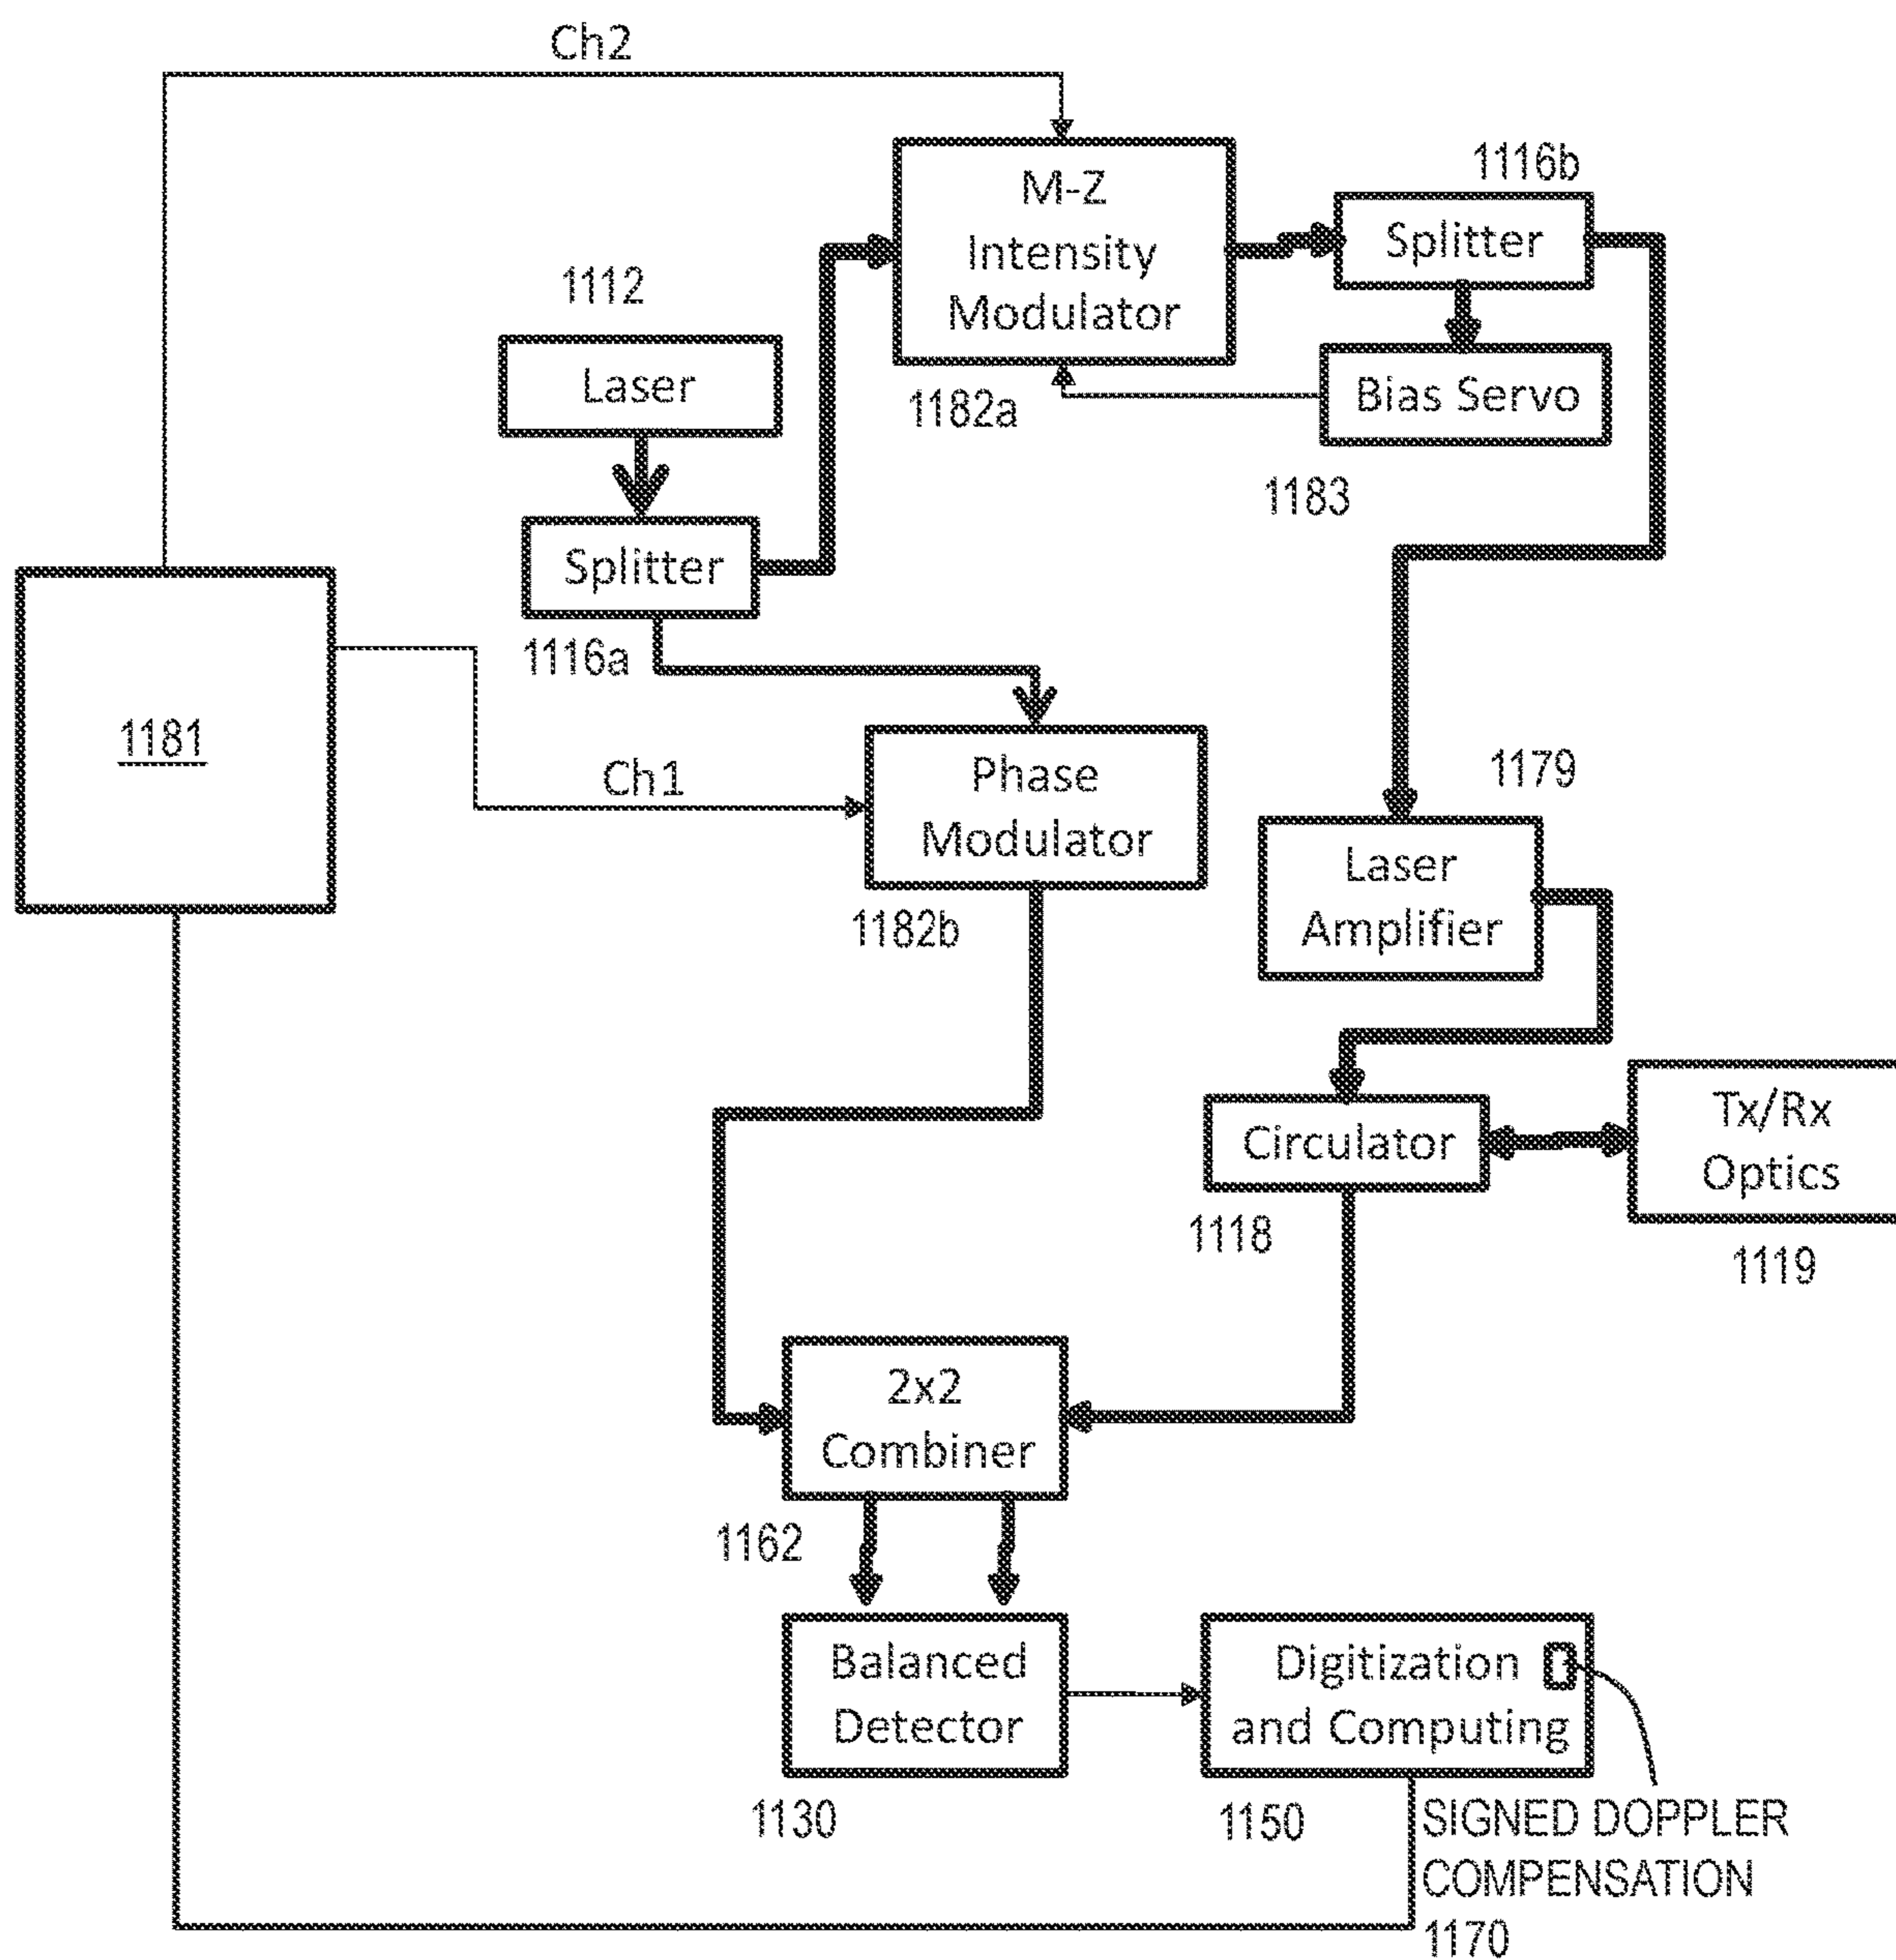 Ch2
M-Z
Intensity
Modulator
1182a
1116b
Splitter
Bias Servo
1183
1112
Laser
Splitter
1116a
1181
Ch1
Phase
Modulator
1182b
1179
Laser
Amplifier
Circulator
1118
Tx/Rx
Optics
1119
2x2
Combiner
1162
Balanced
Detector
1130
Digitization
and Computing
1150
SIGNED DOPPLER
COMPENSATION
1170